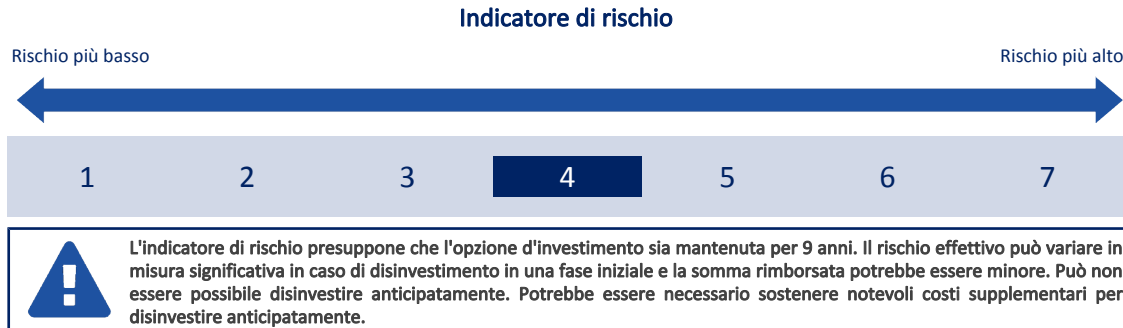 Indicatore di rischio
Rischio più basso
Rischio più alto
1 2 3 4 5 6 7
L'indicatore di rischio presuppone che l'opzione d'investimento sia mantenuta per 9 anni. Il rischio effettivo può variare in
misura significativa in caso di disinvestimento in una fase iniziale e la somma rimborsata potrebbe essere minore. Può non
essere possibile disinvestire anticipatamente. Potrebbe essere necessario sostenere notevoli costi supplementari per
disinvestire anticipatamente.